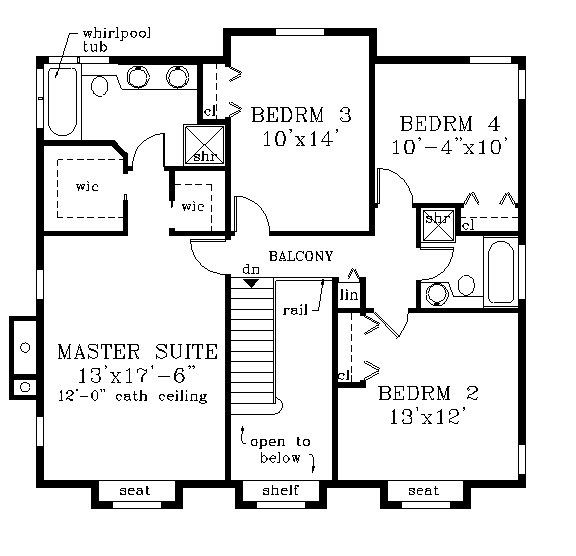 whirlpool
tub
cl
BEDRM 3
10'x14'
BEDRM 4
10'-4"x10'
shr
wic
wic
shr
cl
BALCONY
dn
lin
rail
MASTER SUITE
13'x17'-6"
12'-0" cath ceiling
cl
BEDRM 2
13'x12'
open to
below
seat
shelf
seat